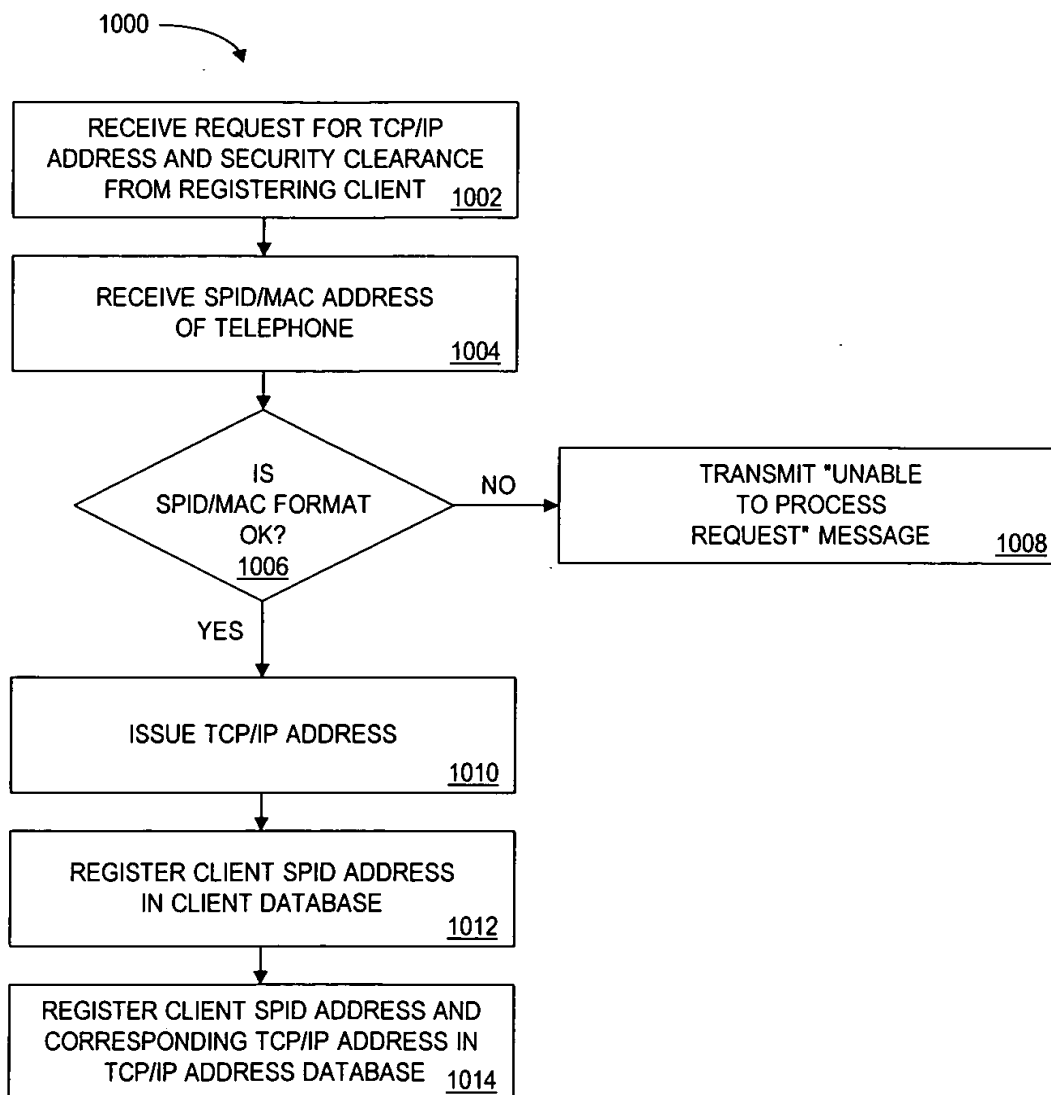 1000
RECEIVE REQUEST FOR TCP/IP
ADDRESS AND SECURITY CLEARANCE
FROM REGISTERING CLIENT
1002
RECEIVE SPID/MAC ADDRESS
OF TELEPHONE
1004
IS
SPID/MAC FORMAT
OK?
1006
NO
TRANSMIT "UNABLE
TO PROCESS
REQUEST" MESSAGE
1008
YES
ISSUE TCP/IP ADDRESS
1010
REGISTER CLIENT SPID ADDRESS
IN CLIENT DATABASE
1012
REGISTER CLIENT SPID ADDRESS AND
CORRESPONDING TCP/IP ADDRESS IN
TCP/IP ADDRESS DATABASE
1014